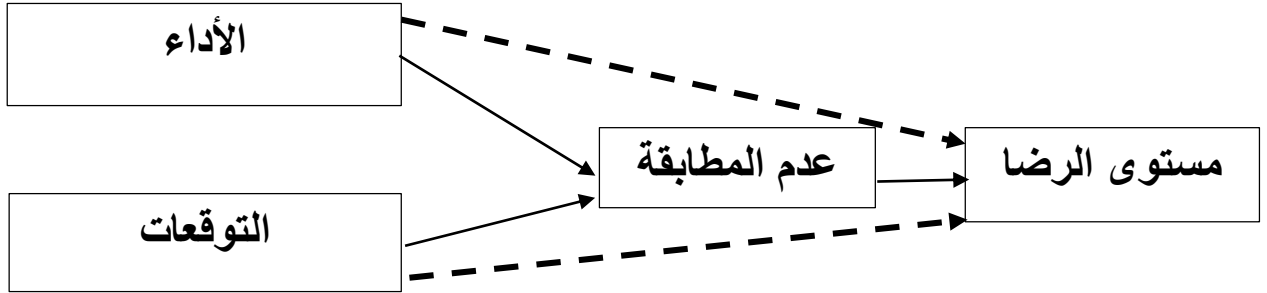 الأداء
عدم المطابقة
مستوى الرضا
التوقعات